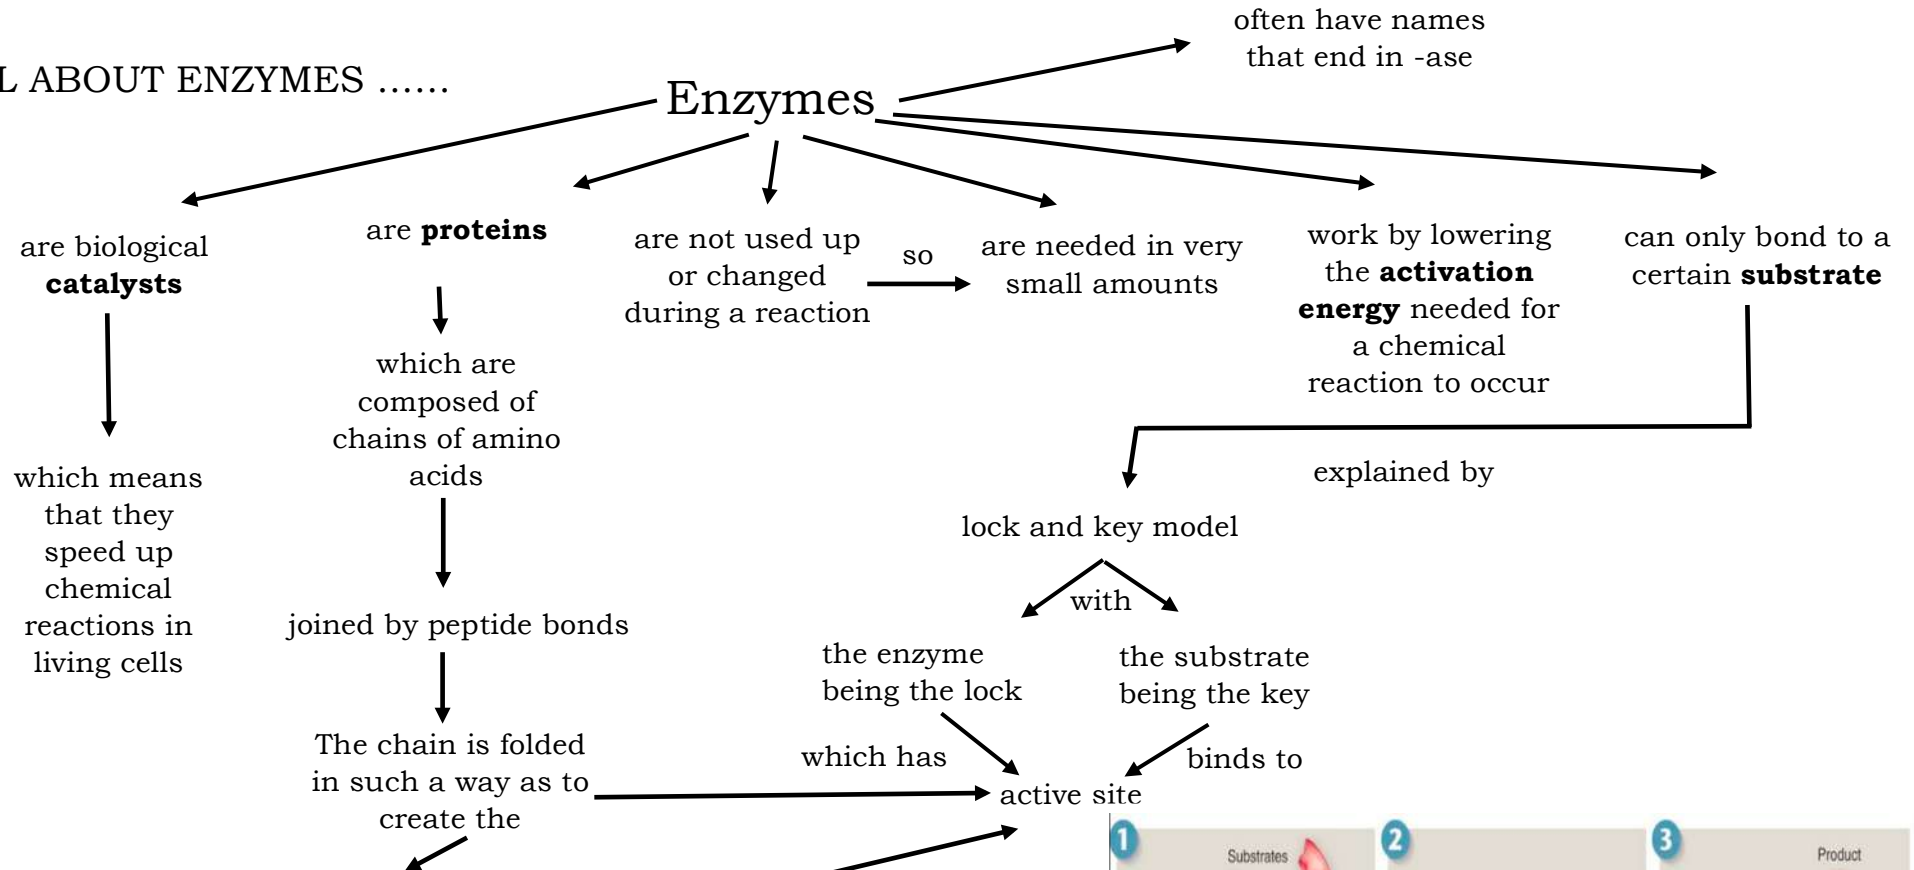 L ABOUT ENZYMES ......
Enzymes
often have names
that end in -ase
are biological
catalysts
which means
that they
speed up
chemical
reactions in
living cells
are proteins
which are
composed of
chains of amino
acids
joined by peptide bonds
The chain is folded
in such a way as to
create the
are not used up
or changed
during a reaction
so
are needed in very
small amounts
work by lowering
the activation
energy needed for
a chemical
reaction to occur
can only bond to a
certain substrate
explained by
lock and key model
with
the enzyme
being the lock
the substrate
being the key
which has
binds to
active site
1
Substrates
2
3
Product